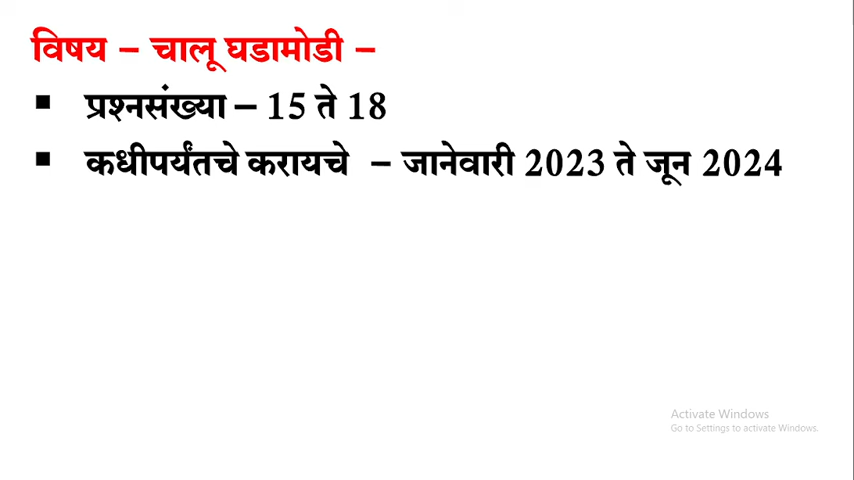 विषय – चालू घडामोडी –
▪ प्रश्नसंख्या – 15 ते 18
▪ कधीपर्यंतचे करायचे – जानेवारी 2023 ते जून 2024
Activate Windows
Go to Settings to activate Windows.